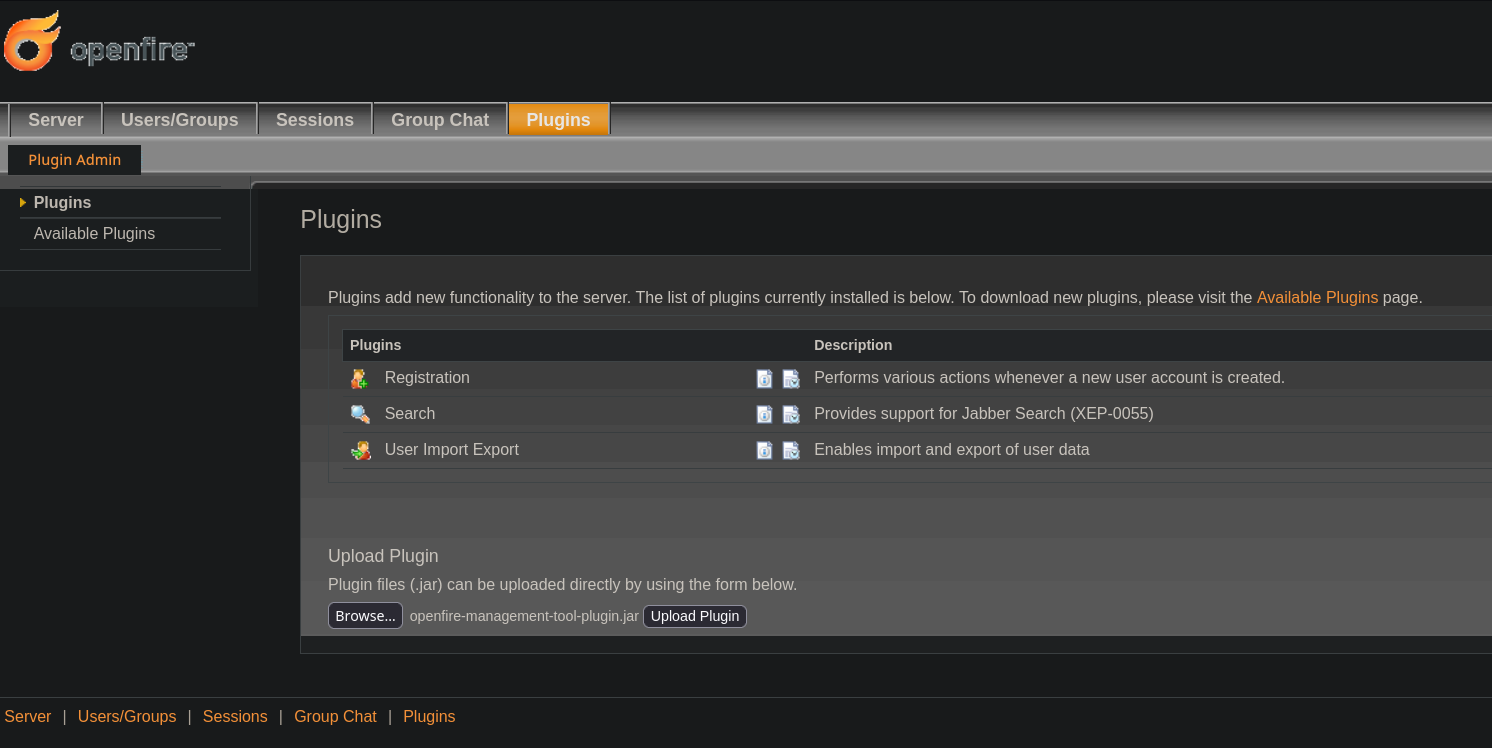 openfire™
Server Users/Groups Sessions Group Chat Plugins
Plugin Admin
Plugins
Available Plugins
Plugins
Plugins add new functionality to the server. The list of plugins currently installed is below. To download new plugins, please visit the Available Plugins page.
Plugins Description
Registration Performs various actions whenever a new user account is created.
Search Provides support for Jabber Search (XEP-0055)
User Import Export Enables import and export of user data
Upload Plugin
Plugin files (.jar) can be uploaded directly by using the form below.
Browse... openfire-management-tool-plugin.jar Upload Plugin
Server | Users/Groups | Sessions | Group Chat | Plugins